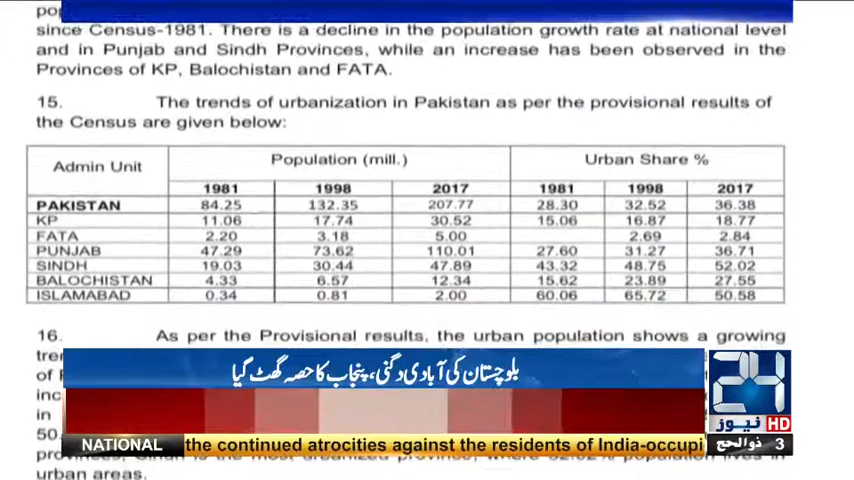 since Census-1981. There is a decline in the population growth rate at national level
and in Punjab and Sindh Provinces, while an increase has been observed in the
Provinces of KP, Balochistan and FATA.
15. The trends of urbanization in Pakistan as per the provisional results of
the Census are given below:
Admin Unit Population (mill.) Urban Share %
1981 1998 2017 1981 1998 2017
PAKISTAN 84.25 132.35 207.77 28.30 32.52 36.38
KP 11.06 17.74 30.52 15.06 16.87 18.77
FATA 2.20 3.18 5.00 2.69 2.84
PUNJAB 47.29 73.62 110.01 27.60 31.27 36.71
SINDH 19.03 30.44 47.89 43.32 48.75 52.02
BALOCHISTAN 4.33 6.57 12.34 15.62 23.89 27.55
ISLAMABAD 0.34 0.81 2.00 60.06 65.72 50.58
16. As per the Provisional results, the urban population shows a growing
بلوچستان کی آبادی دگنی، پنجاب کا حصہ گھٹ گیا
24
نیوز HD
NATIONAL the continued atrocities against the residents of India-occupi
3 ذوالحج
urban areas.